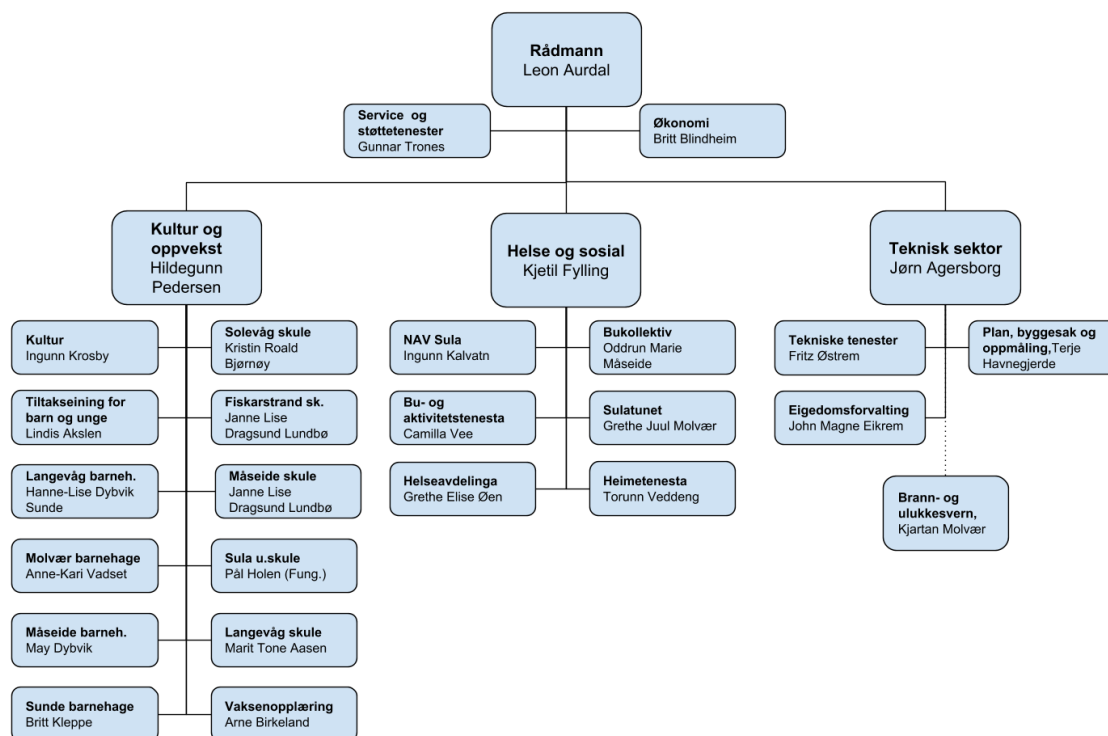 Rådmann
Leon Aurdal
Service og
støttetenester
Gunnar Trones
Økonomi
Britt Blindheim
Kultur og
oppvekst
Hildegunn
Pedersen
Helse og sosial
Kjetil Fylling
Teknisk sektor
Jørn Agersborg
Kultur
Ingunn Krosby
Solevåg skule
Kristin Roald
Bjørnøy
Tiltakseining for
barn og unge
Lindis Akslen
Fiskarstrand sk.
Janne Lise
Dragsund Lundbø
Langevåg barneh.
Hanne-Lise Dybvik
Sunde
Måseide skule
Janne Lise
Dragsund Lundbø
Molvær barnehage
Anne-Kari Vadset
Sula u.skule
Pål Holen (Fung.)
Måseide barneh.
May Dybvik
Langevåg skule
Marit Tone Aasen
Sunde barnehage
Britt Kleppe
Vaksenopplæring
Arne Birkeland
NAV Sula
Ingunn Kalvatn
Bukollektiv
Oddrun Marie
Måseide
Bu- og
aktivitetstenesta
Camilla Vee
Sulatunet
Grethe Juul Molvær
Helseavdelinga
Grethe Elise Øen
Heimetenesta
Torunn Veddeng
Tekniske tenester
Fritz Østrem
Plan, byggesak og
oppmåling,Terje
Havnegjerde
Eigedomsforvalting
John Magne Eikrem
Brann- og
ulukkesvern,
Kjartan Molvær